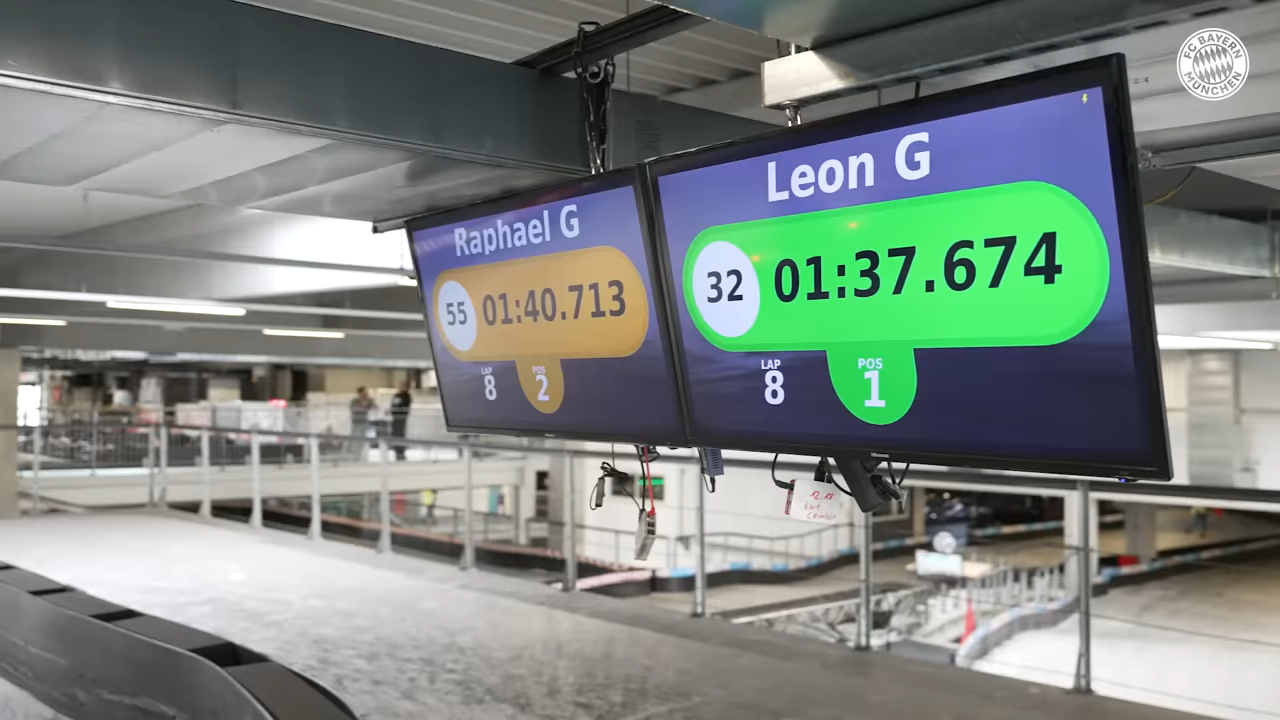 FC BAYERN
MÜNCHEN
Raphael G
55 01:40.713
LAP POS
8 2
Leon G
32 01:37.674
LAP POS
8 1
Hisense